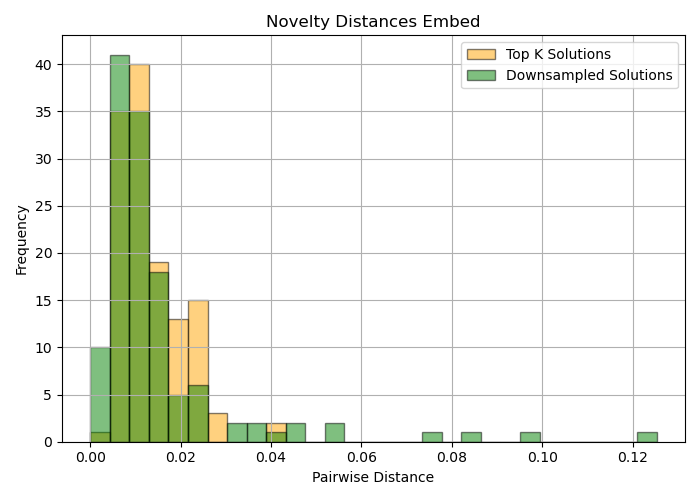 Novelty Distances Embed
Top K Solutions
Downsampled Solutions
Frequency
40
35
30
25
20
15
10
5
0
0.00 0.02 0.04 0.06 0.08 0.10 0.12
Pairwise Distance